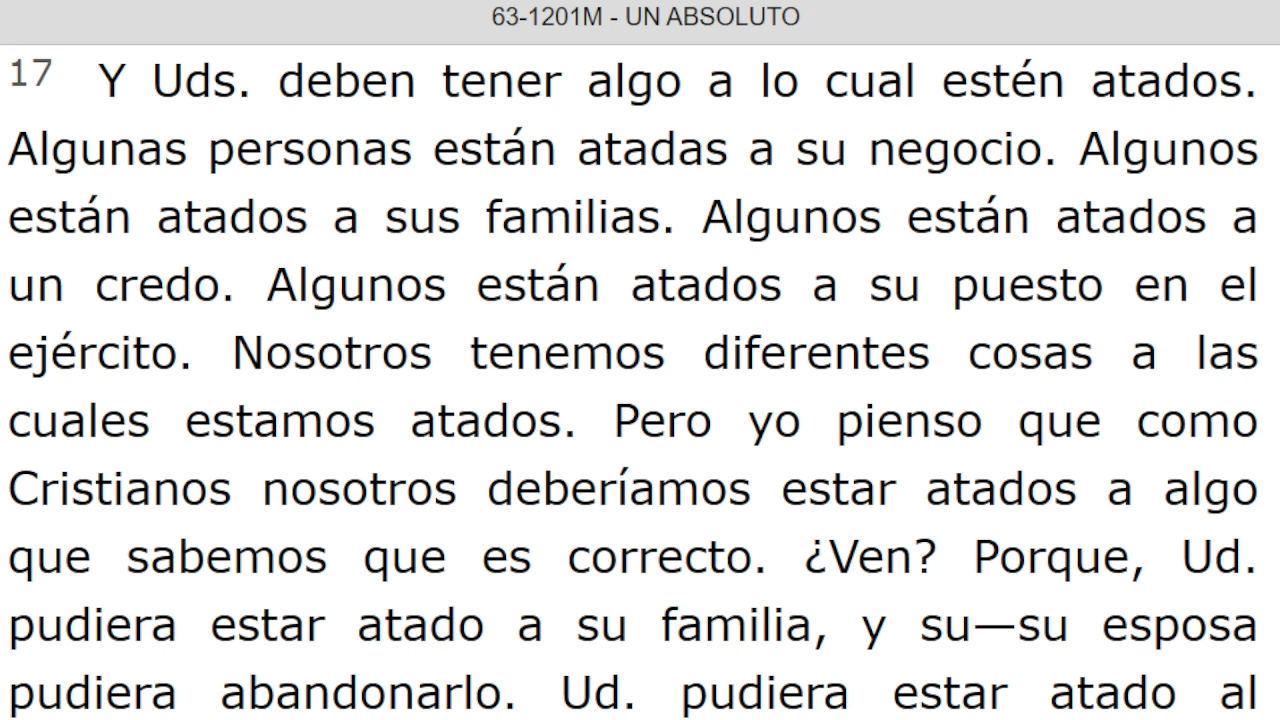 63-1201M - UN ABSOLUTO
17 Y Uds. deben tener algo a lo cual estén atados.
Algunas personas están atadas a su negocio. Algunos
están atados a sus familias. Algunos están atados a
un credo. Algunos están atados a su puesto en el
ejército. Nosotros tenemos diferentes cosas a las
cuales estamos atados. Pero yo pienso que como
Cristianos nosotros deberíamos estar atados a algo
que sabemos que es correcto. ¿Ven? Porque, Ud.
pudiera estar atado a su familia, y su—su esposa
pudiera abandonarlo. Ud. pudiera estar atado al